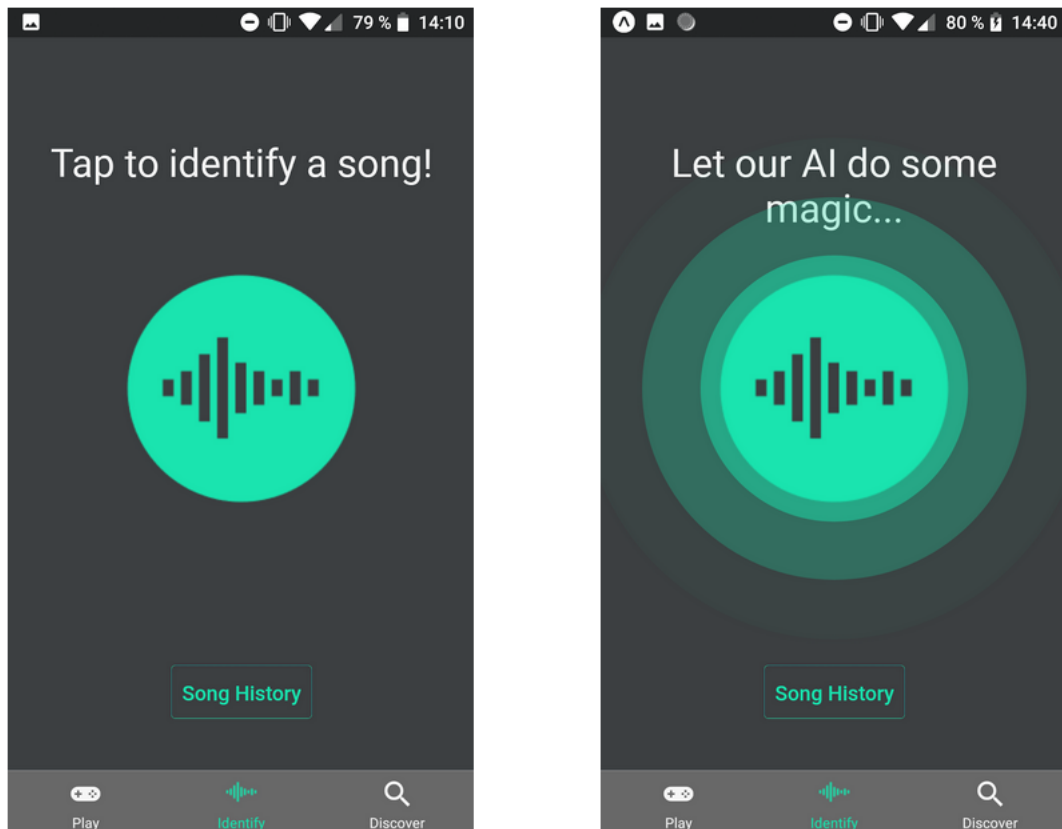 79 % 14:10
Tap to identify a song!
Song History
Play Identify Discover
80 % 14:40
Let our AI do some
magic...
Song History
Play Identify Discover